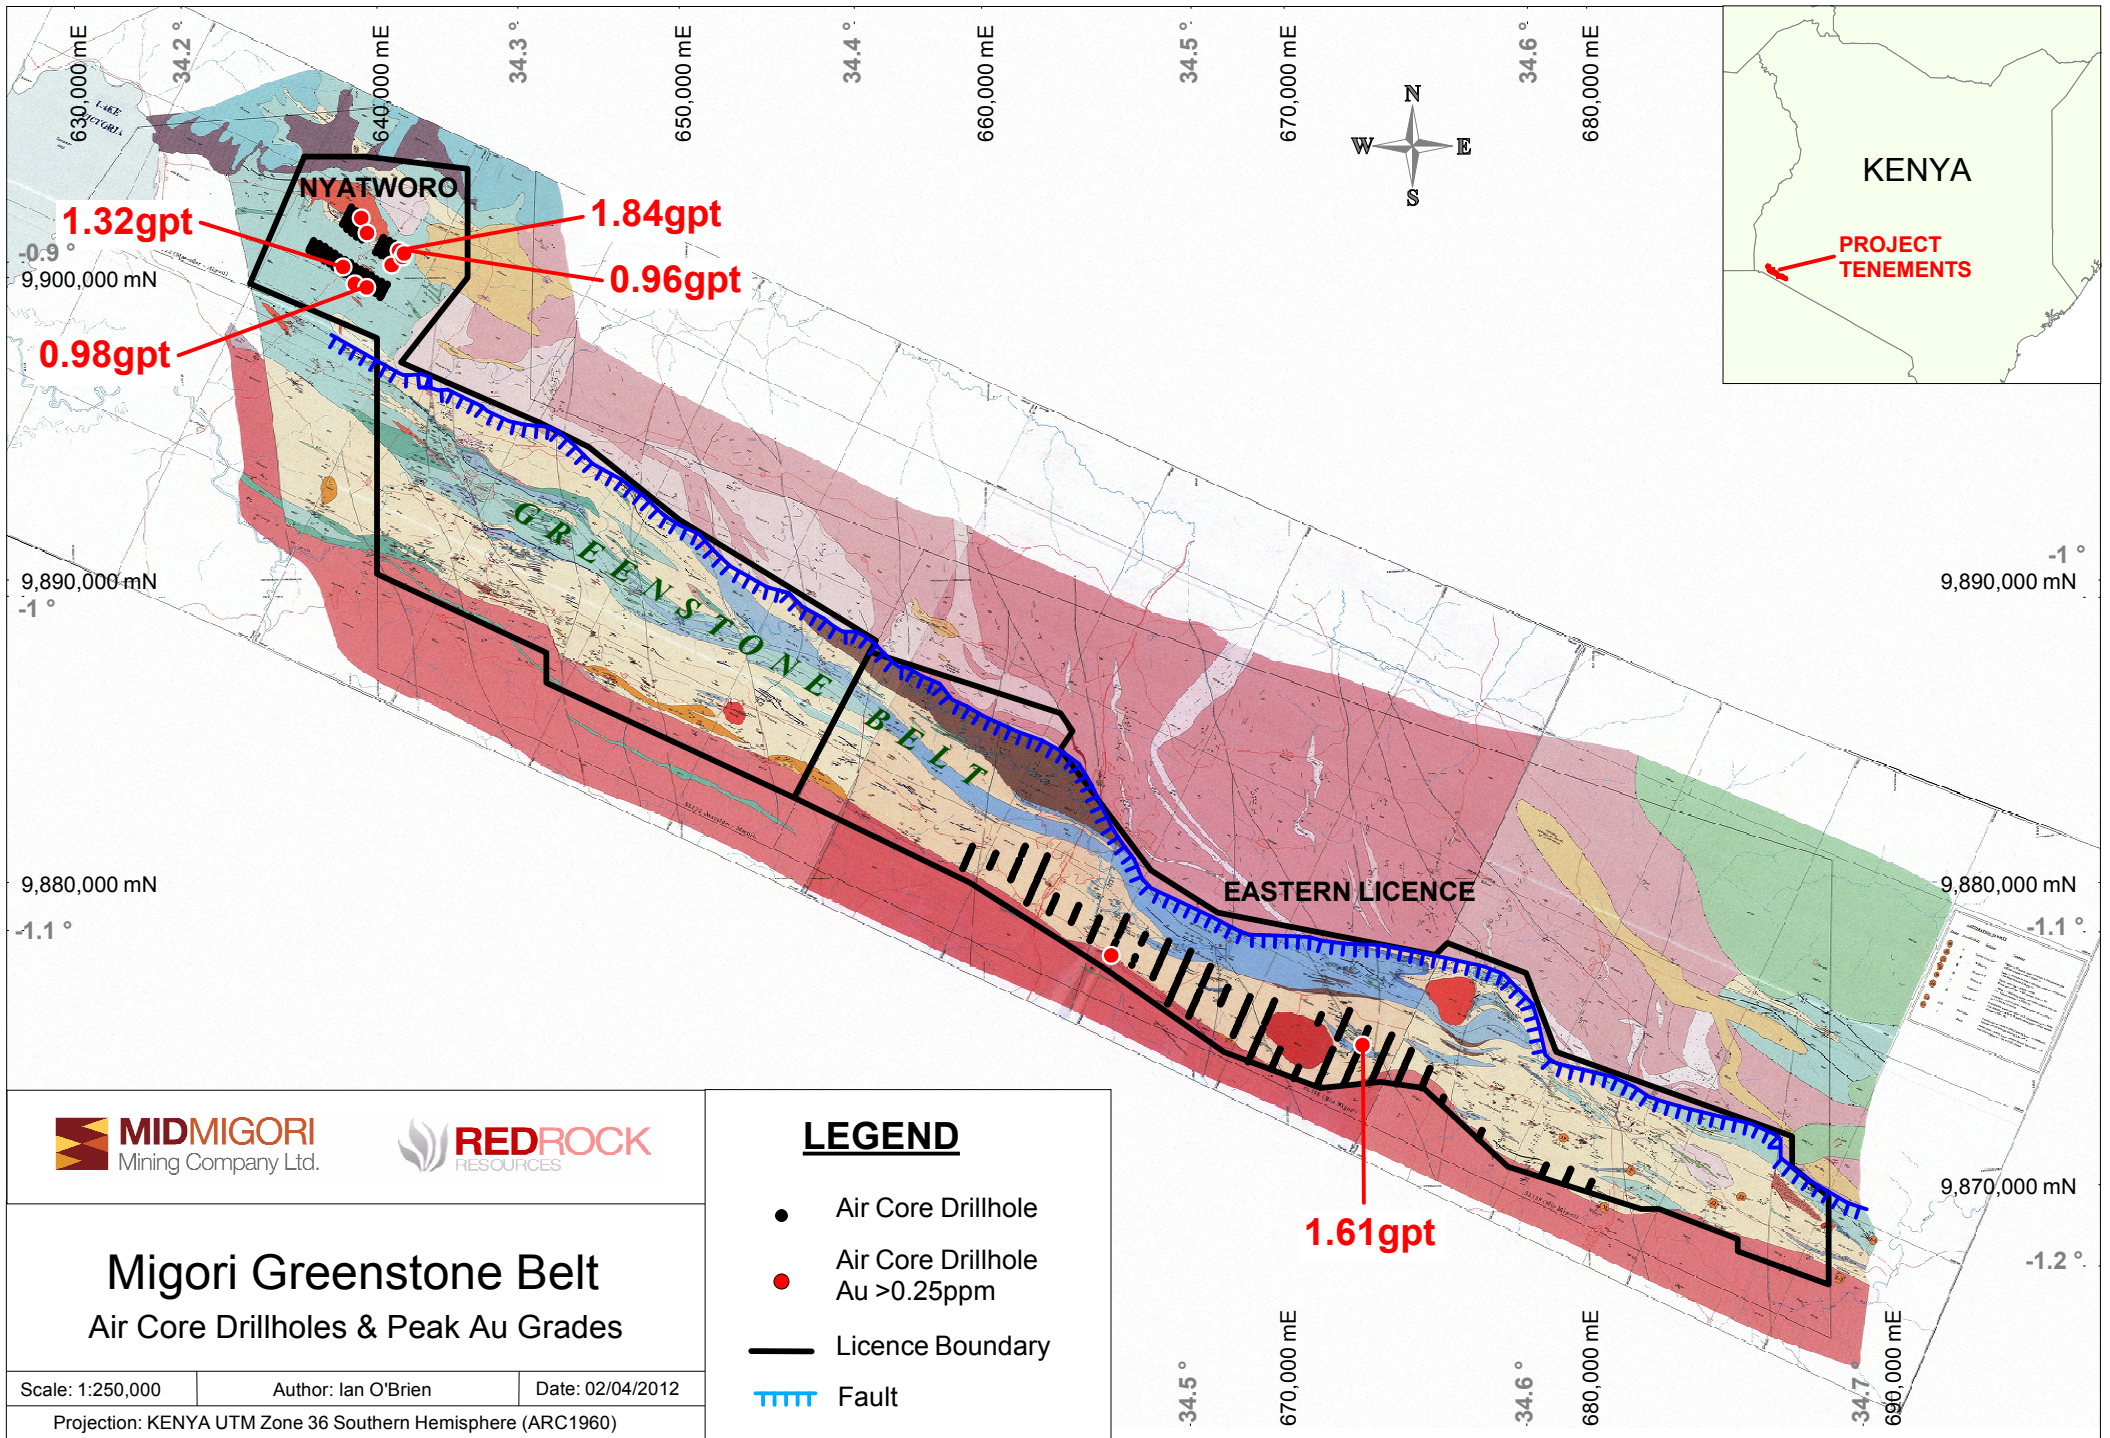 630,000 mE
34.2 °
640,000 mE
34.3 °
650,000 mE
34.4 °
660,000 mE
34.5 °
670,000 mE
34.6 °
680,000 mE
LAKE
VICTORIA
N
W
E
S
KENYA
PROJECT
TENEMENTS
NYATWORO
1.32gpt
1.84gpt
-0.9 °
9,900,000 mN
0.96gpt
0.98gpt
GREENSTONE BELT
-1 °
9,890,000 mN
9,890,000 mN
-1 °
EASTERN LICENCE
9,880,000 mN
9,880,000 mN
-1.1 °
-1.1 °
9,870,000 mN
1.61gpt
-1.2 °
34.5 °
670,000 mE
34.6 °
680,000 mE
34.7 °
690,000 mE
MIDMIGORI
Mining Company Ltd.
REDROCK
RESOURCES
Migori Greenstone Belt
Air Core Drillholes & Peak Au Grades
Scale: 1:250,000
Author: Ian O'Brien
Date: 02/04/2012
Projection: KENYA UTM Zone 36 Southern Hemisphere (ARC1960)
LEGEND
Air Core Drillhole
Air Core Drillhole
Au >0.25ppm
Licence Boundary
Fault